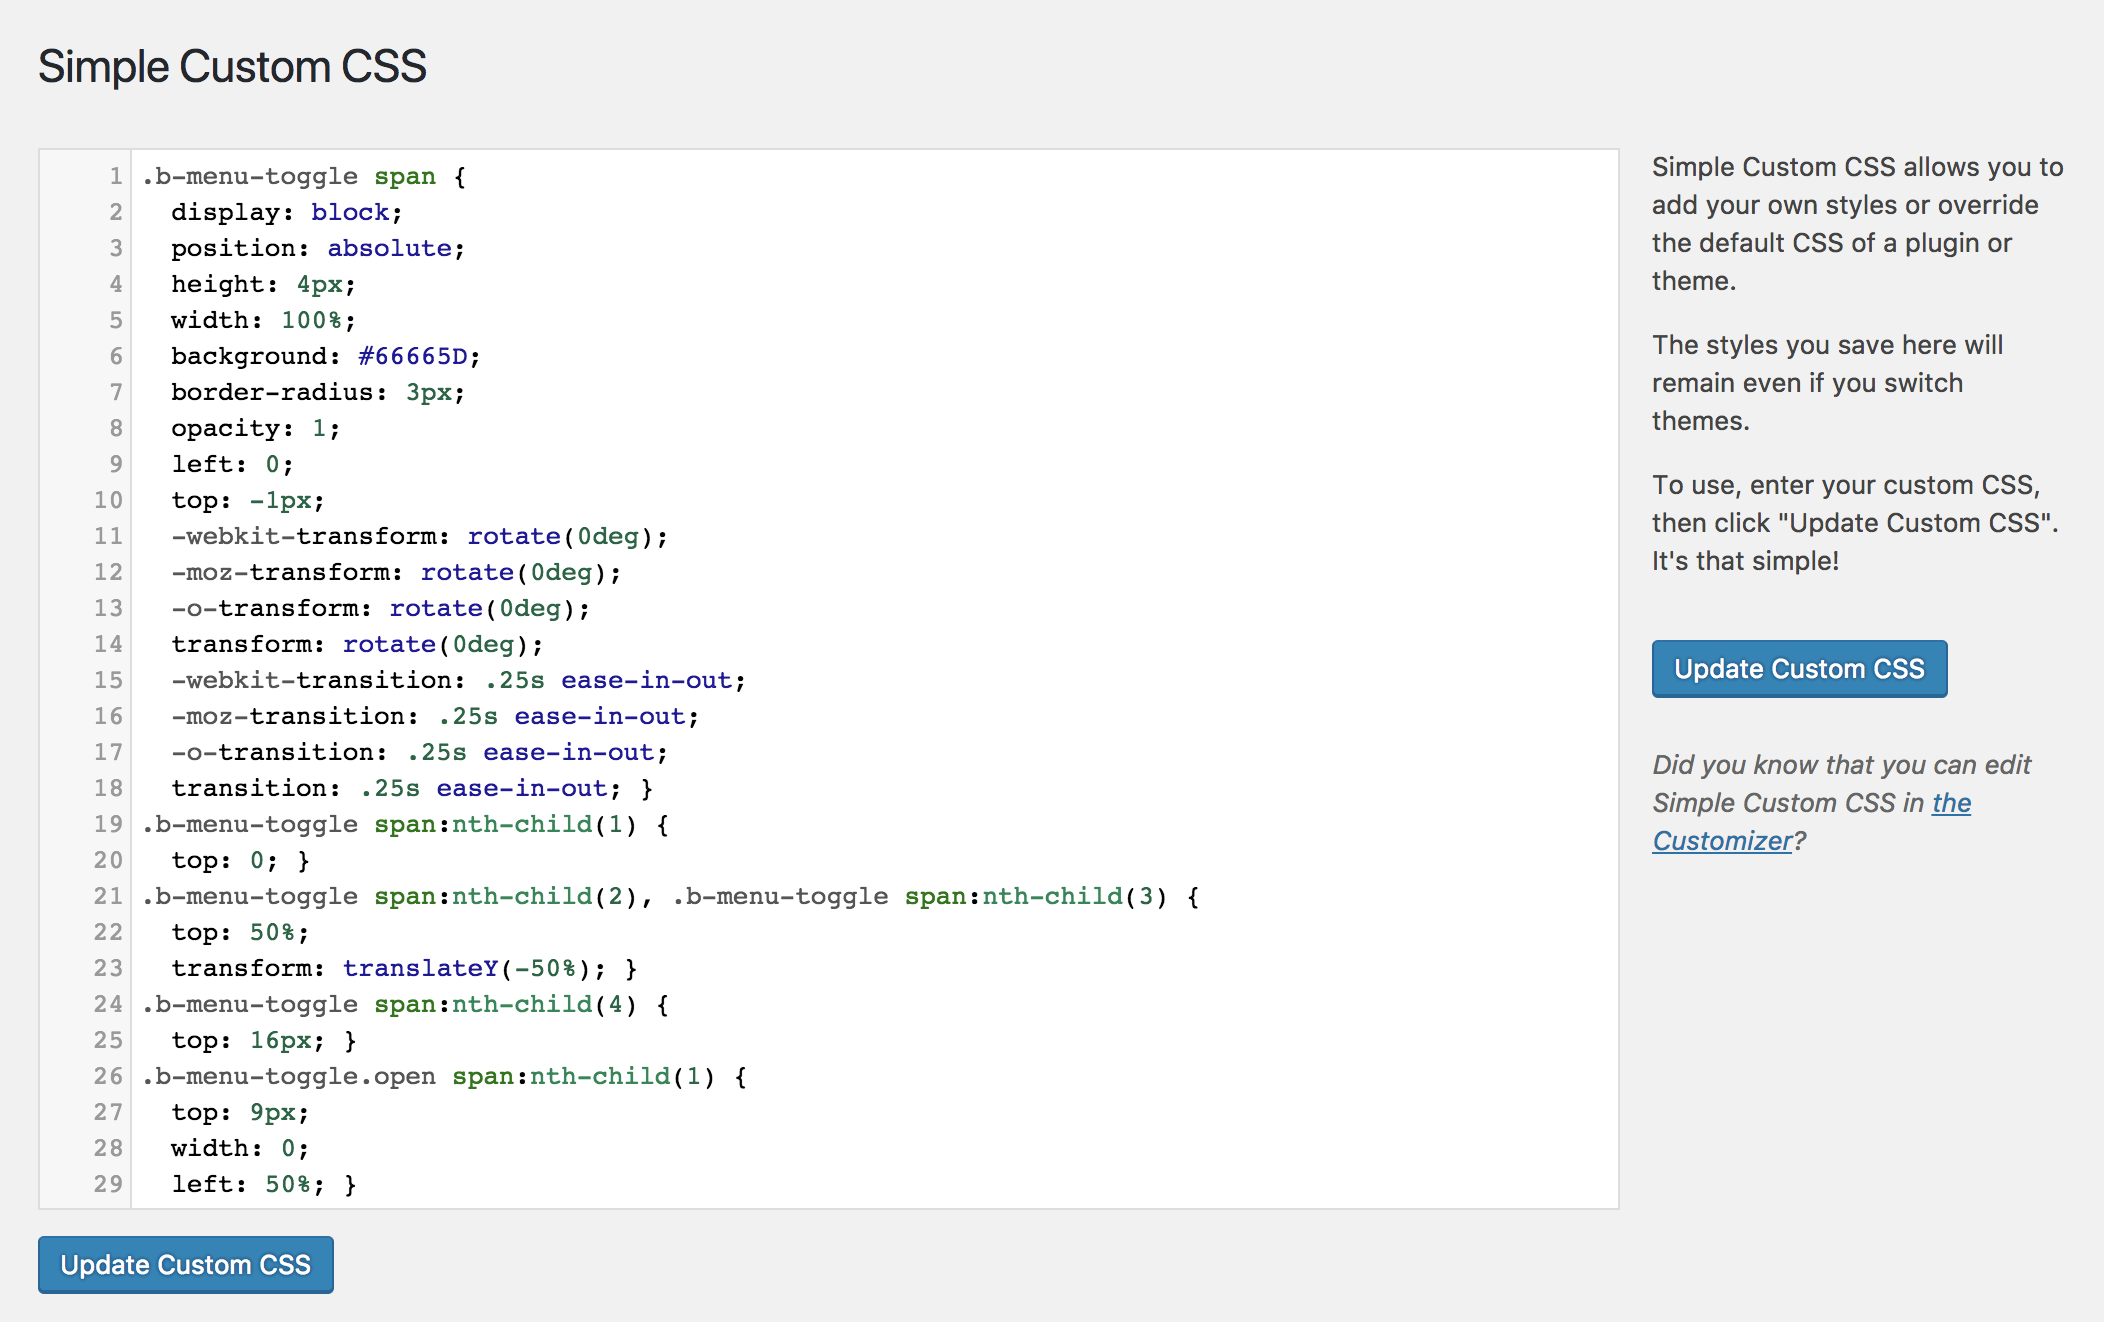 Simple Custom CSS
1 .b-menu-toggle span {
2   display: block;
3   position: absolute;
4   height: 4px;
5   width: 100%;
6   background: #66665D;
7   border-radius: 3px;
8   opacity: 1;
9   left: 0;
10   top: -1px;
11   -webkit-transform: rotate(0deg);
12   -moz-transform: rotate(0deg);
13   -o-transform: rotate(0deg);
14   transform: rotate(0deg);
15   -webkit-transition: .25s ease-in-out;
16   -moz-transition: .25s ease-in-out;
17   -o-transition: .25s ease-in-out;
18   transition: .25s ease-in-out; }
19 .b-menu-toggle span:nth-child(1) {
20   top: 0; }
21 .b-menu-toggle span:nth-child(2), .b-menu-toggle span:nth-child(3) {
22   top: 50%;
23   transform: translateY(-50%); }
24 .b-menu-toggle span:nth-child(4) {
25   top: 16px; }
26 .b-menu-toggle.open span:nth-child(1) {
27   top: 9px;
28   width: 0;
29   left: 50%; }
Update Custom CSS
Simple Custom CSS allows you to
add your own styles or override
the default CSS of a plugin or
theme.
The styles you save here will
remain even if you switch
themes.
To use, enter your custom CSS,
then click "Update Custom CSS".
It's that simple!
Update Custom CSS
Did you know that you can edit
Simple Custom CSS in the
Customizer?